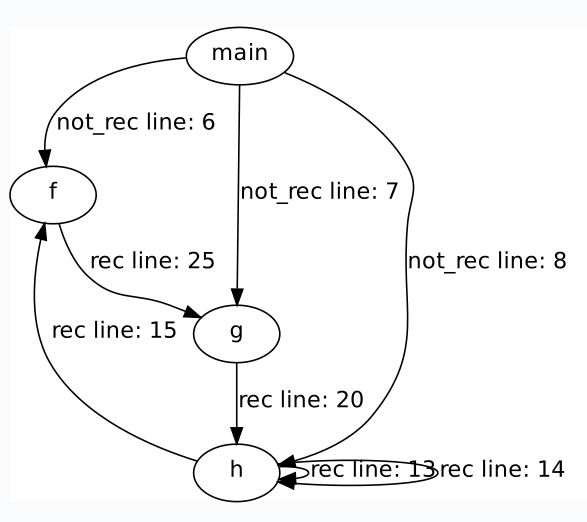 main
not_rec line: 6
f
not_rec line: 7
rec line: 25
not_rec line: 8
rec line: 15
g
rec line: 20
h
rec line: 13
rec line: 14